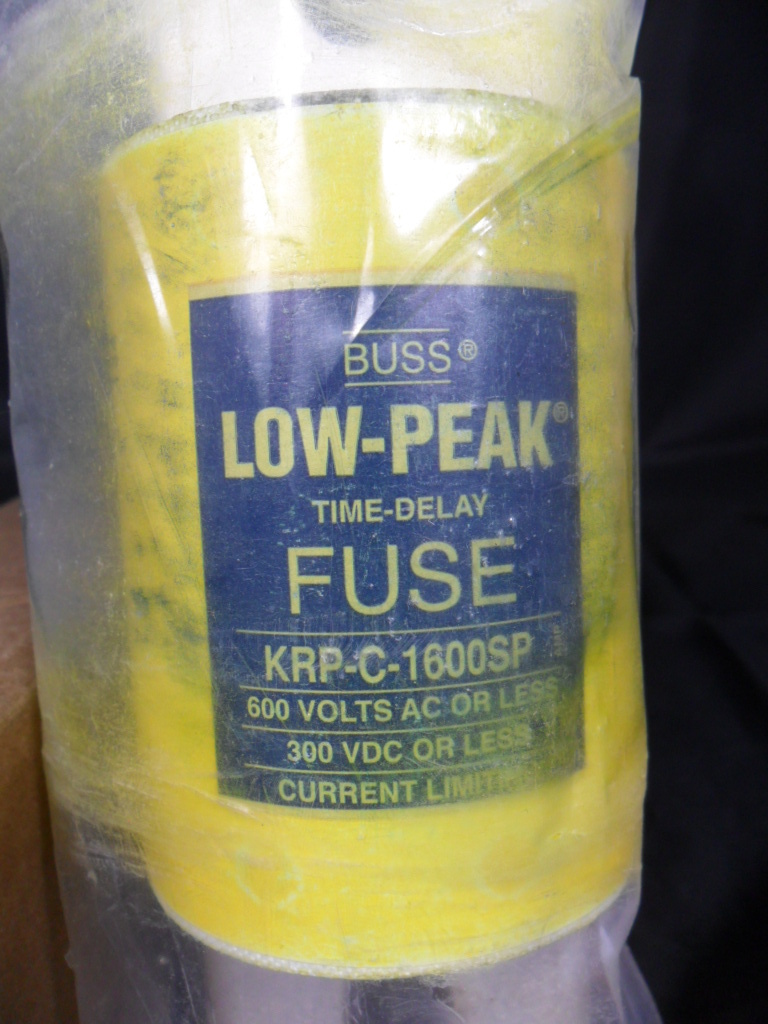 BUSS®
LOW-PEAK®
TIME-DELAY
FUSE
KRP-C-1600SP
600 VOLTS AC OR LESS
300 VDC OR LESS
CURRENT